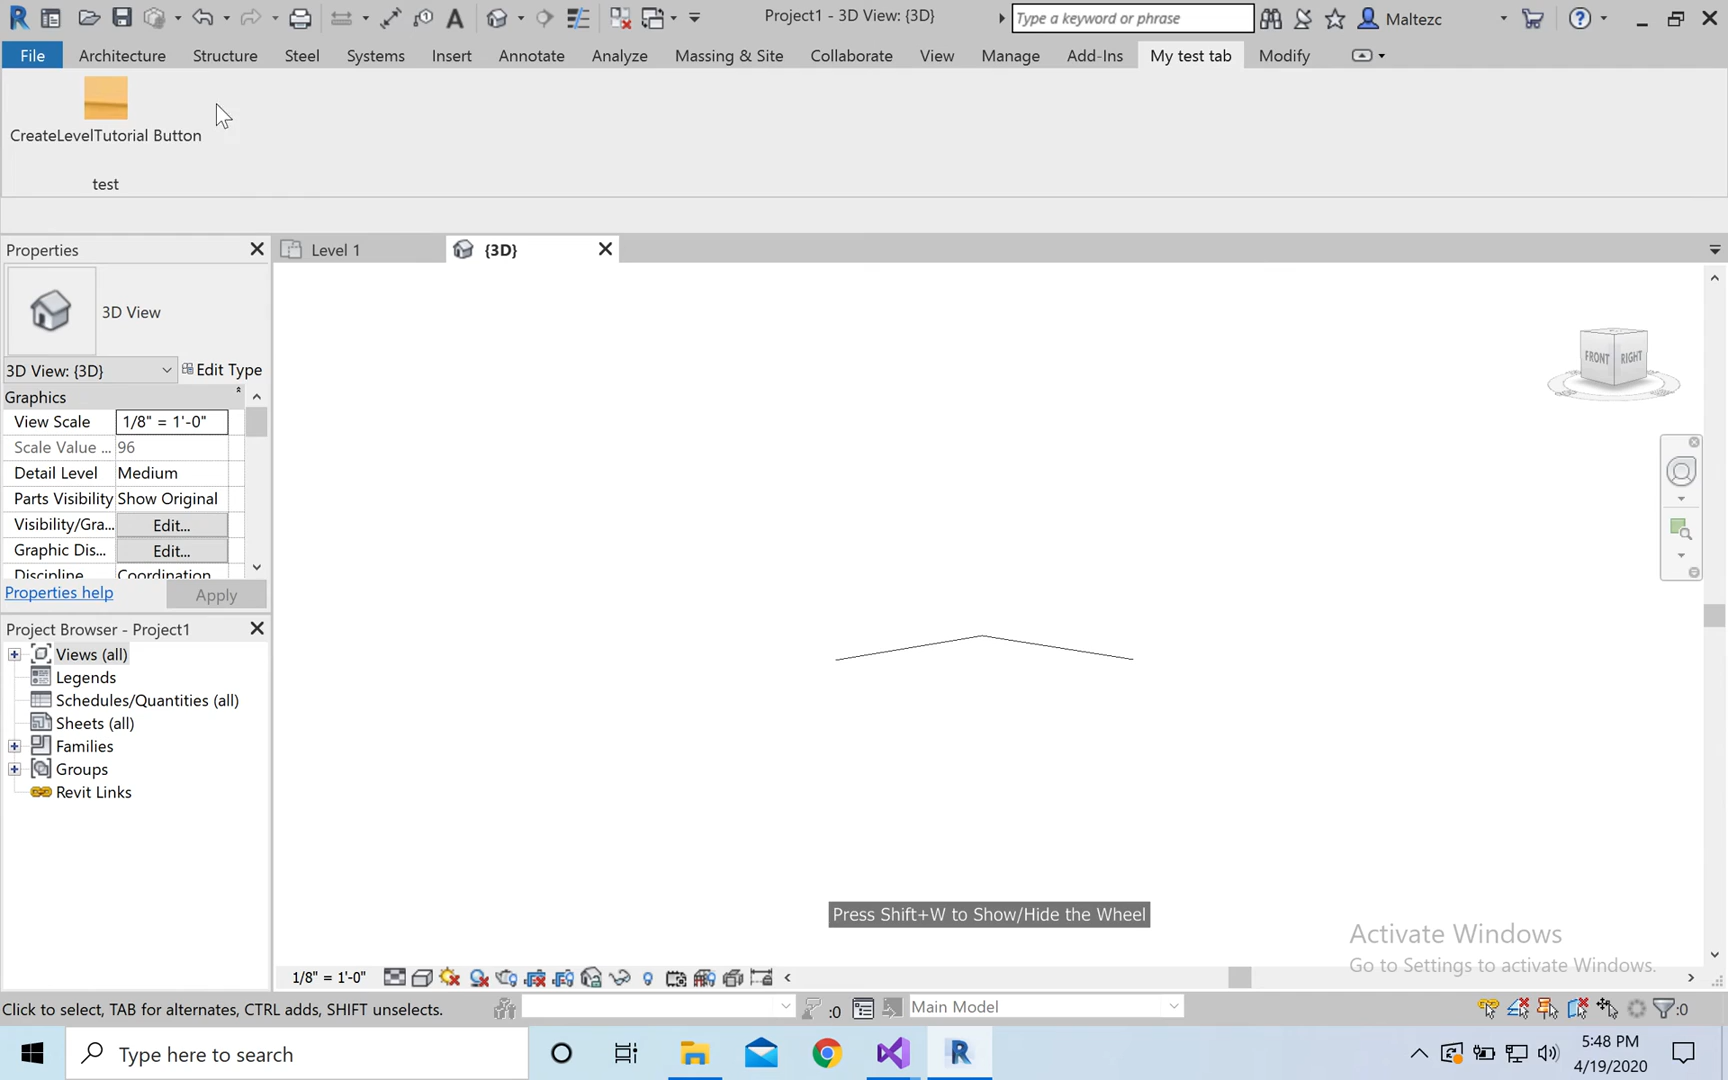 Project1 - 3D View: {3D}
Type a keyword or phrase
Maltezc
File
Architecture
Structure
Steel
Systems
Insert
Annotate
Analyze
Massing & Site
Collaborate
View
Manage
Add-Ins
My test tab
Modify
CreateLevelTutorial Button
test
Properties
Level 1
{3D}
3D View
3D View: {3D}
Edit Type
Graphics
View Scale
1/8" = 1'-0"
Scale Value ...
96
Detail Level
Medium
Parts Visibility
Show Original
Visibility/Gra...
Edit...
Graphic Dis...
Edit...
Discipline
Coordination
Properties help
Apply
FRONT
RIGHT
Project Browser - Project1
Views (all)
Legends
Schedules/Quantities (all)
Sheets (all)
Families
Groups
Revit Links
Press Shift+W to Show/Hide the Wheel
Activate Windows
Go to Settings to activate Windows.
1/8" = 1'-0"
Click to select, TAB for alternates, CTRL adds, SHIFT unselects.
:0
Main Model
:0
Type here to search
5:48 PM
4/19/2020